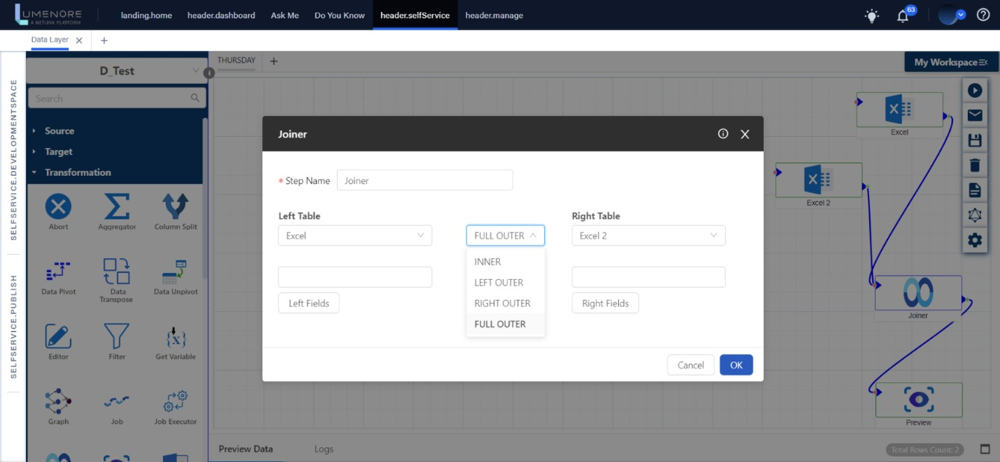 LUMENORE
A NETLINK PLATFORM
landing.home
header.dashboard
Ask Me
Do You Know
header.selfService
header.manage
63
Data Layer
SELFSERVICE.DEVELOPMENTSPACE
SELFSERVICE.PUBLISH
D_Test
Search
Source
Target
Transformation
Abort
Aggregator
Column Split
Data Pivot
Data
Transpose
Data Unpivot
Editor
Filter
Get Variable
Graph
Job
Job Executor
THURSDAY
My Workspace
Excel
Excel 2
Joiner
Preview
Joiner
* Step Name
Joiner
Left Table
Right Table
Excel
FULL OUTER
Excel 2
INNER
LEFT OUTER
RIGHT OUTER
FULL OUTER
Left Fields
Right Fields
Cancel
OK
Preview Data
Logs
Total Rows Count: 2